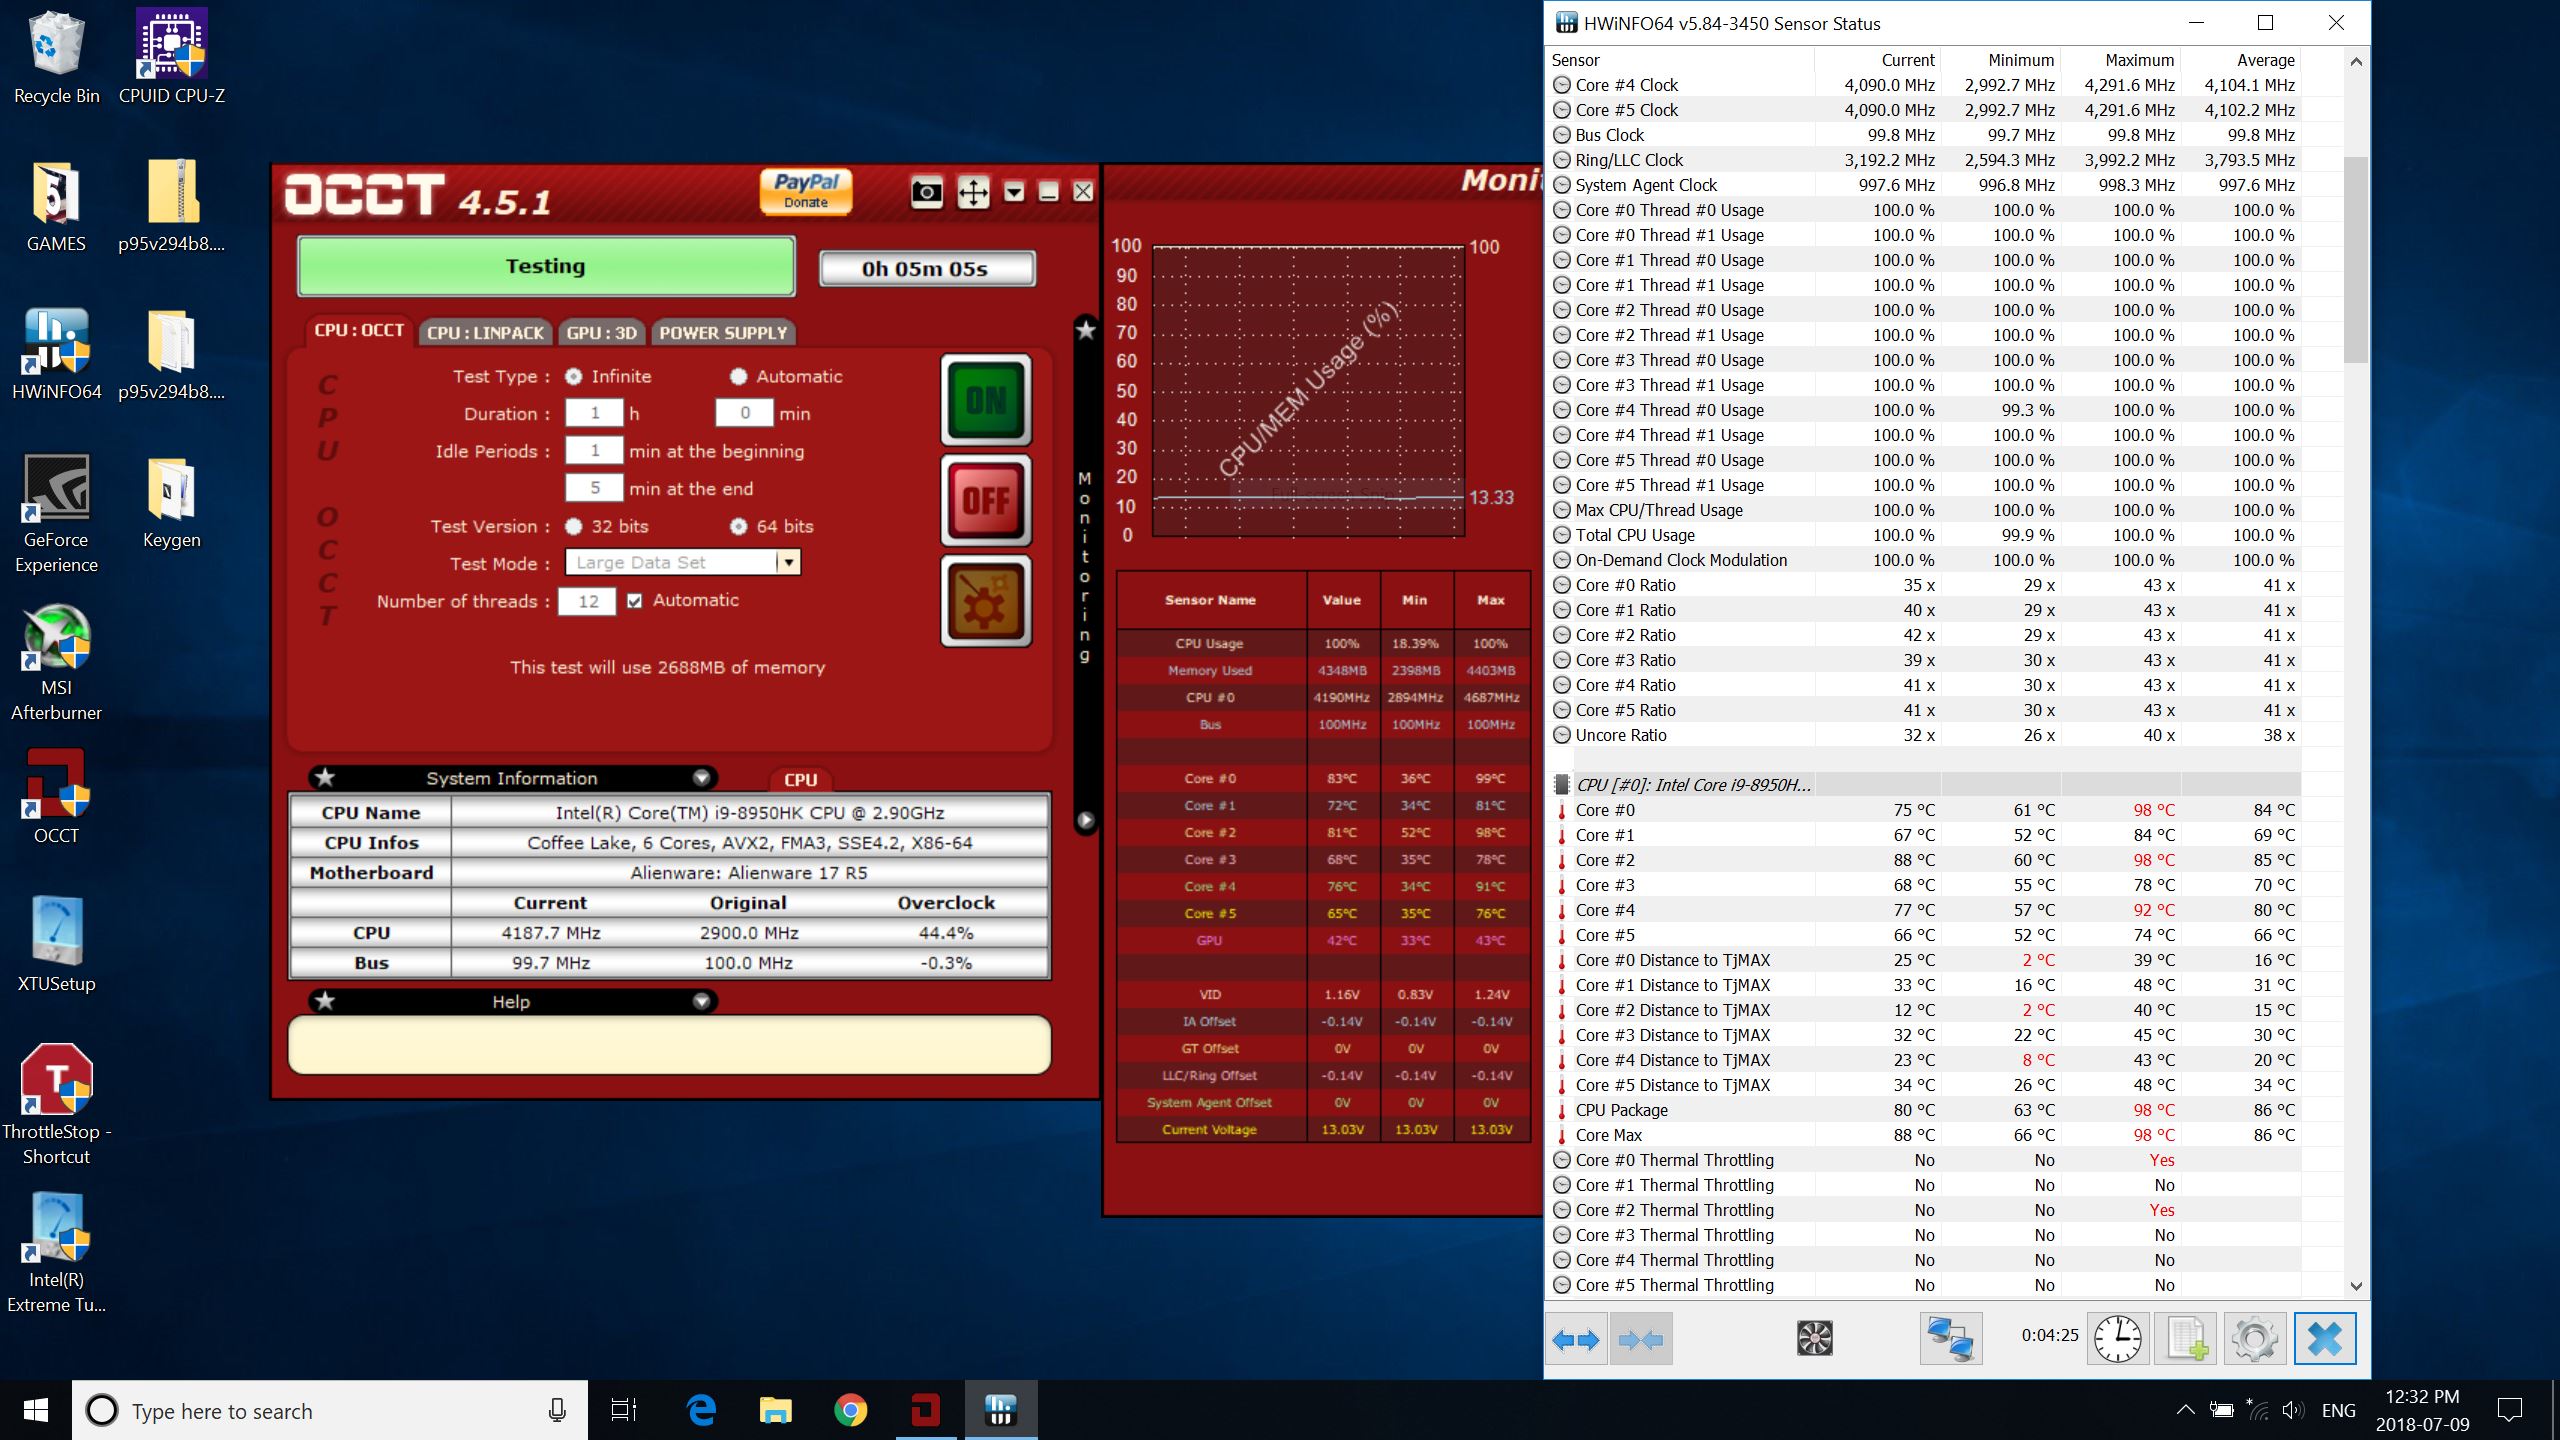 Recycle Bin
CPUID CPU-Z
GAMES
p95v294b8....
HWiNFO64
p95v294b8....
GeForce
Experience
Keygen
MSI
Afterburner
OCCT
XTUSetup
ThrottleStop -
Shortcut
Intel(R)
Extreme Tu...
OCCT 4.5.1
PayPal
Donate
Testing
0h 05m 05s
CPU : OCCT CPU : LINPACK GPU : 3D POWER SUPPLY
CPU OCCT
Test Type : Infinite Automatic
Duration : 1 h 0 min
Idle Periods : 1 min at the beginning
5 min at the end
Test Version : 32 bits 64 bits
Test Mode : Large Data Set
Number of threads : 12 Automatic
This test will use 2688MB of memory
ON
OFF
Monitoring
System Information CPU
CPU Name Intel(R) Core(TM) i9-8950HK CPU @ 2.90GHz
CPU Infos Coffee Lake, 6 Cores, AVX2, FMA3, SSE4.2, X86-64
Motherboard Alienware: Alienware 17 R5
Current Original Overclock
CPU 4187.7 MHz 2900.0 MHz 44.4%
Bus 99.7 MHz 100.0 MHz -0.3%
Help
Moni
100 100
90
80
70
60
50
40
30
20
10 13.33
0
CPU/MEM Usage (%)
Sensor Name Value Min Max
CPU Usage 100% 18.39% 100%
Memory Used 4348MB 2398MB 4403MB
CPU #0 4190MHz 2894MHz 4687MHz
Bus 100MHz 100MHz 100MHz
Core #0 83°C 36°C 99°C
Core #1 72°C 34°C 81°C
Core #2 81°C 52°C 98°C
Core #3 68°C 35°C 78°C
Core #4 76°C 34°C 91°C
Core #5 65°C 35°C 76°C
GPU 42°C 33°C 43°C
VID 1.16V 0.83V 1.24V
IA Offset -0.14V -0.14V -0.14V
GT Offset 0V 0V 0V
LLC/Ring Offset -0.14V -0.14V -0.14V
System Agent Offset 0V 0V 0V
Current Voltage 13.03V 13.03V 13.03V
HWiNFO64 v5.84-3450 Sensor Status
Sensor Current Minimum Maximum Average
Core #4 Clock 4,090.0 MHz 2,992.7 MHz 4,291.6 MHz 4,104.1 MHz
Core #5 Clock 4,090.0 MHz 2,992.7 MHz 4,291.6 MHz 4,102.2 MHz
Bus Clock 99.8 MHz 99.7 MHz 99.8 MHz 99.8 MHz
Ring/LLC Clock 3,192.2 MHz 2,594.3 MHz 3,992.2 MHz 3,793.5 MHz
System Agent Clock 997.6 MHz 996.8 MHz 998.3 MHz 997.6 MHz
Core #0 Thread #0 Usage 100.0 % 100.0 % 100.0 % 100.0 %
Core #0 Thread #1 Usage 100.0 % 100.0 % 100.0 % 100.0 %
Core #1 Thread #0 Usage 100.0 % 100.0 % 100.0 % 100.0 %
Core #1 Thread #1 Usage 100.0 % 100.0 % 100.0 % 100.0 %
Core #2 Thread #0 Usage 100.0 % 100.0 % 100.0 % 100.0 %
Core #2 Thread #1 Usage 100.0 % 100.0 % 100.0 % 100.0 %
Core #3 Thread #0 Usage 100.0 % 100.0 % 100.0 % 100.0 %
Core #3 Thread #1 Usage 100.0 % 100.0 % 100.0 % 100.0 %
Core #4 Thread #0 Usage 100.0 % 99.3 % 100.0 % 100.0 %
Core #4 Thread #1 Usage 100.0 % 100.0 % 100.0 % 100.0 %
Core #5 Thread #0 Usage 100.0 % 100.0 % 100.0 % 100.0 %
Core #5 Thread #1 Usage 100.0 % 100.0 % 100.0 % 100.0 %
Max CPU/Thread Usage 100.0 % 100.0 % 100.0 % 100.0 %
Total CPU Usage 100.0 % 99.9 % 100.0 % 100.0 %
On-Demand Clock Modulation 100.0 % 100.0 % 100.0 % 100.0 %
Core #0 Ratio 35 x 29 x 43 x 41 x
Core #1 Ratio 40 x 29 x 43 x 41 x
Core #2 Ratio 42 x 29 x 43 x 41 x
Core #3 Ratio 39 x 30 x 43 x 41 x
Core #4 Ratio 41 x 30 x 43 x 41 x
Core #5 Ratio 41 x 30 x 43 x 41 x
Uncore Ratio 32 x 26 x 40 x 38 x
CPU [#0]: Intel Core i9-8950H...
Core #0 75 °C 61 °C 98 °C 84 °C
Core #1 67 °C 52 °C 84 °C 69 °C
Core #2 88 °C 60 °C 98 °C 85 °C
Core #3 68 °C 55 °C 78 °C 70 °C
Core #4 77 °C 57 °C 92 °C 80 °C
Core #5 66 °C 52 °C 74 °C 66 °C
Core #0 Distance to TjMAX 25 °C 2 °C 39 °C 16 °C
Core #1 Distance to TjMAX 33 °C 16 °C 48 °C 31 °C
Core #2 Distance to TjMAX 12 °C 2 °C 40 °C 15 °C
Core #3 Distance to TjMAX 32 °C 22 °C 45 °C 30 °C
Core #4 Distance to TjMAX 23 °C 8 °C 43 °C 20 °C
Core #5 Distance to TjMAX 34 °C 26 °C 48 °C 34 °C
CPU Package 80 °C 63 °C 98 °C 86 °C
Core Max 88 °C 66 °C 98 °C 86 °C
Core #0 Thermal Throttling No No Yes
Core #1 Thermal Throttling No No No
Core #2 Thermal Throttling No No Yes
Core #3 Thermal Throttling No No No
Core #4 Thermal Throttling No No No
Core #5 Thermal Throttling No No No
0:04:25
Type here to search
ENG
12:32 PM
2018-07-09